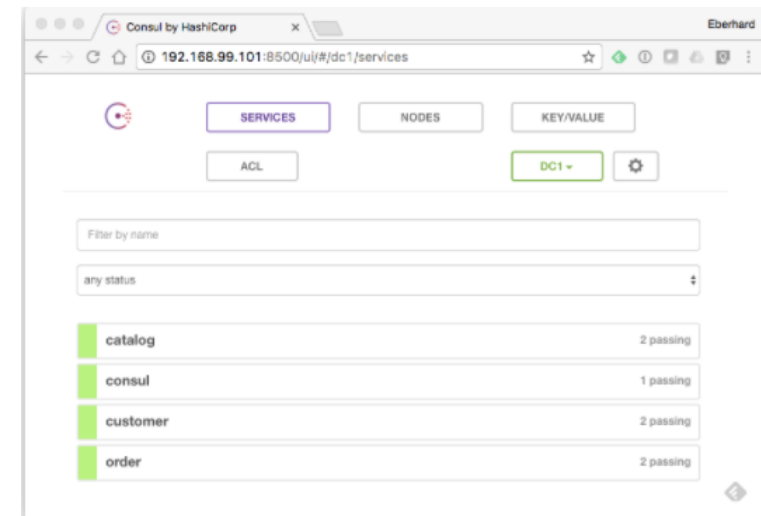 Consul by HashiCorp
Eberhard
192.168.99.101:8500/ui/#/dc1/services
SERVICES NODES KEY/VALUE
ACL DC1
Filter by name
any status
catalog 2 passing
consul 1 passing
customer 2 passing
order 2 passing